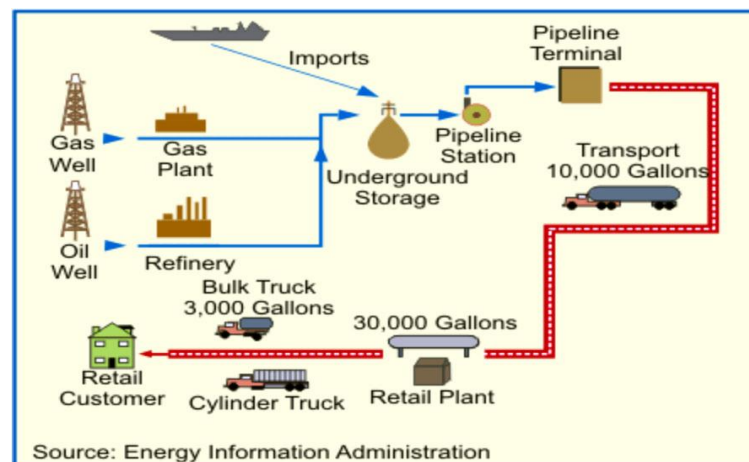 Pipeline
Terminal
Imports
Gas
Well
Gas
Plant
Underground
Storage
Pipeline
Station
Transport
10,000 Gallons
Oil
Well
Refinery
Bulk Truck
3,000 Gallons
30,000 Gallons
Retail
Customer
Cylinder Truck
Retail Plant
Source: Energy Information Administration